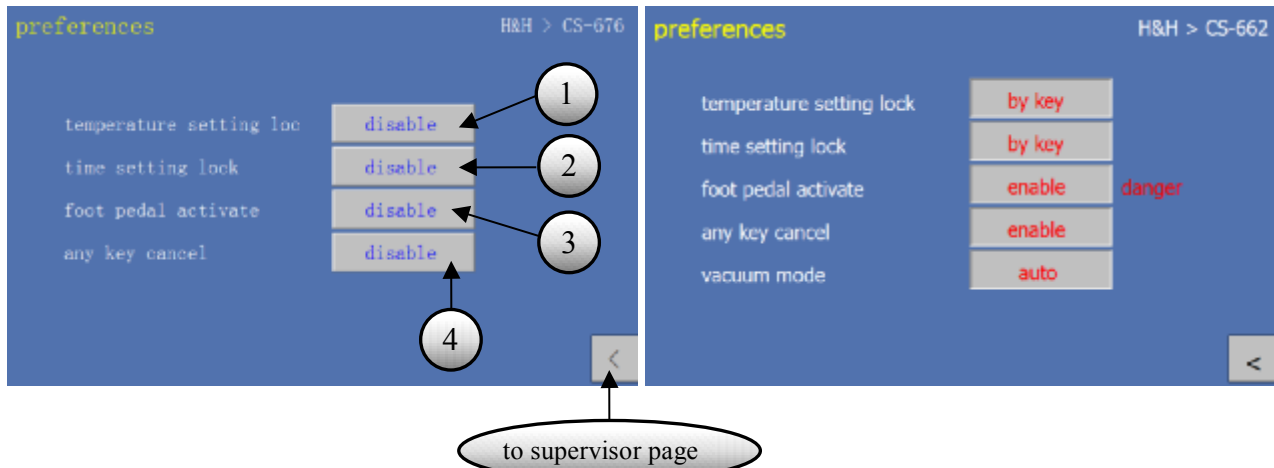 preferences H&H > CS-676
1
temperature setting loc disable
2
time setting lock disable
foot pedal activate disable
3
any key cancel disable
4
<
to supervisor page
preferences H&H > CS-662
temperature setting lock by key
time setting lock by key
foot pedal activate enable danger
any key cancel enable
vacuum mode auto
<